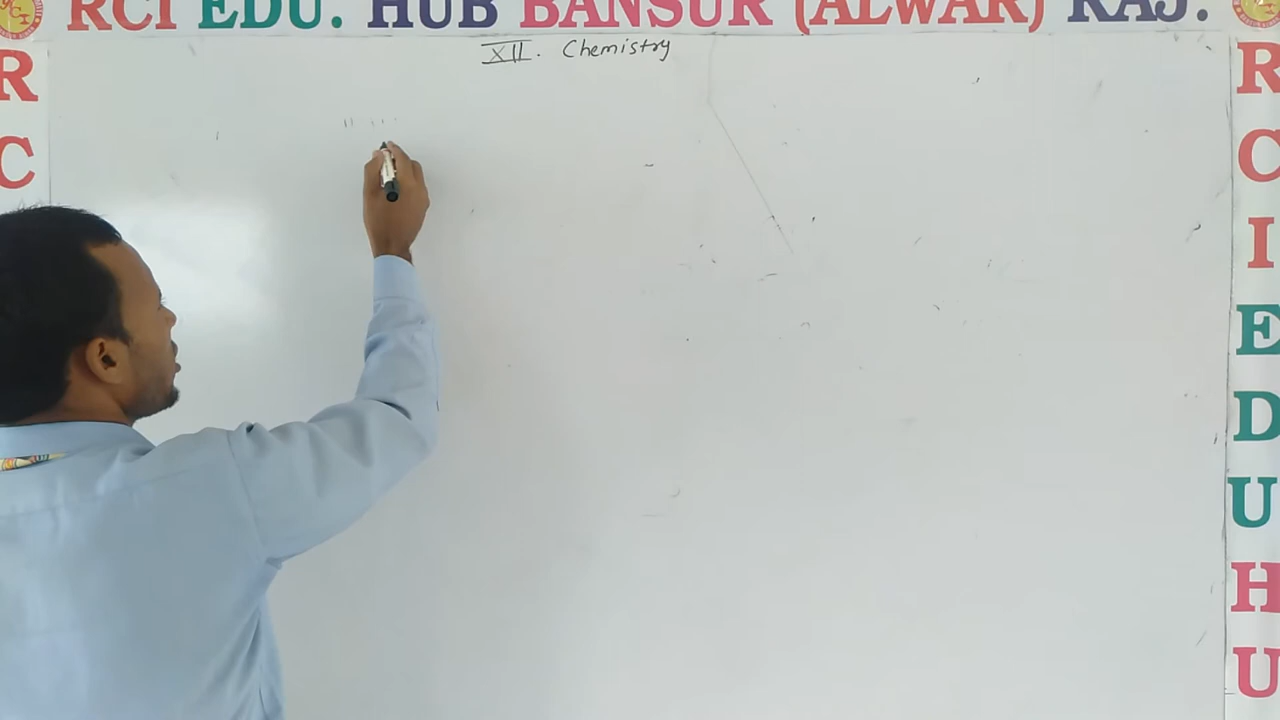 RCI EDU. HUB BANSUR (ALWAR) RAJ.
XII. Chemistry
R
C
R
C
I
E
D
U
H
U